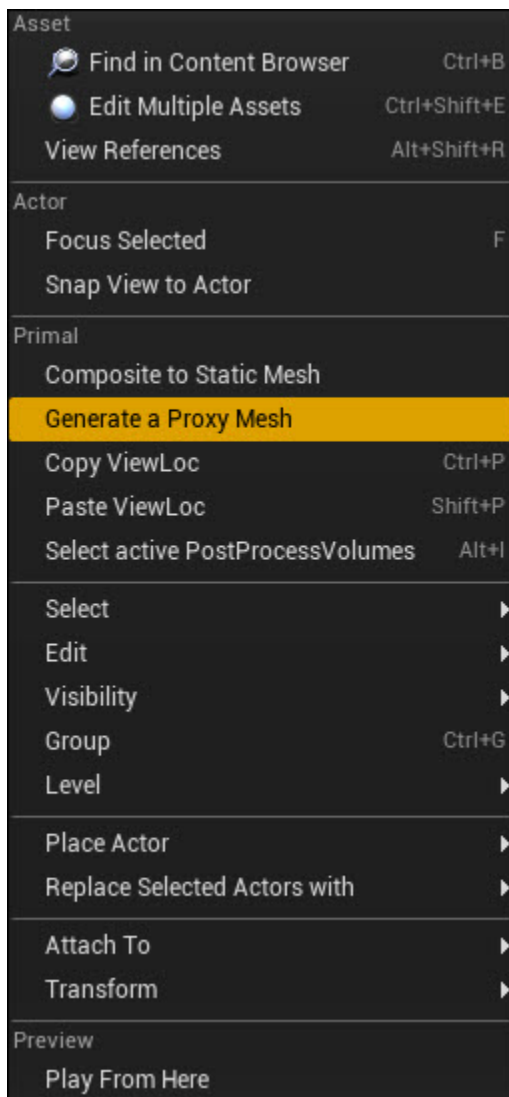 Asset
Find in Content Browser Ctrl+B
Edit Multiple Assets Ctrl+Shift+E
View References Alt+Shift+R
Actor
Focus Selected F
Snap View to Actor
Primal
Composite to Static Mesh
Generate a Proxy Mesh
Copy ViewLoc Ctrl+P
Paste ViewLoc Shift+P
Select active PostProcessVolumes Alt+I
Select
Edit
Visibility
Group Ctrl+G
Level
Place Actor
Replace Selected Actors with
Attach To
Transform
Preview
Play From Here